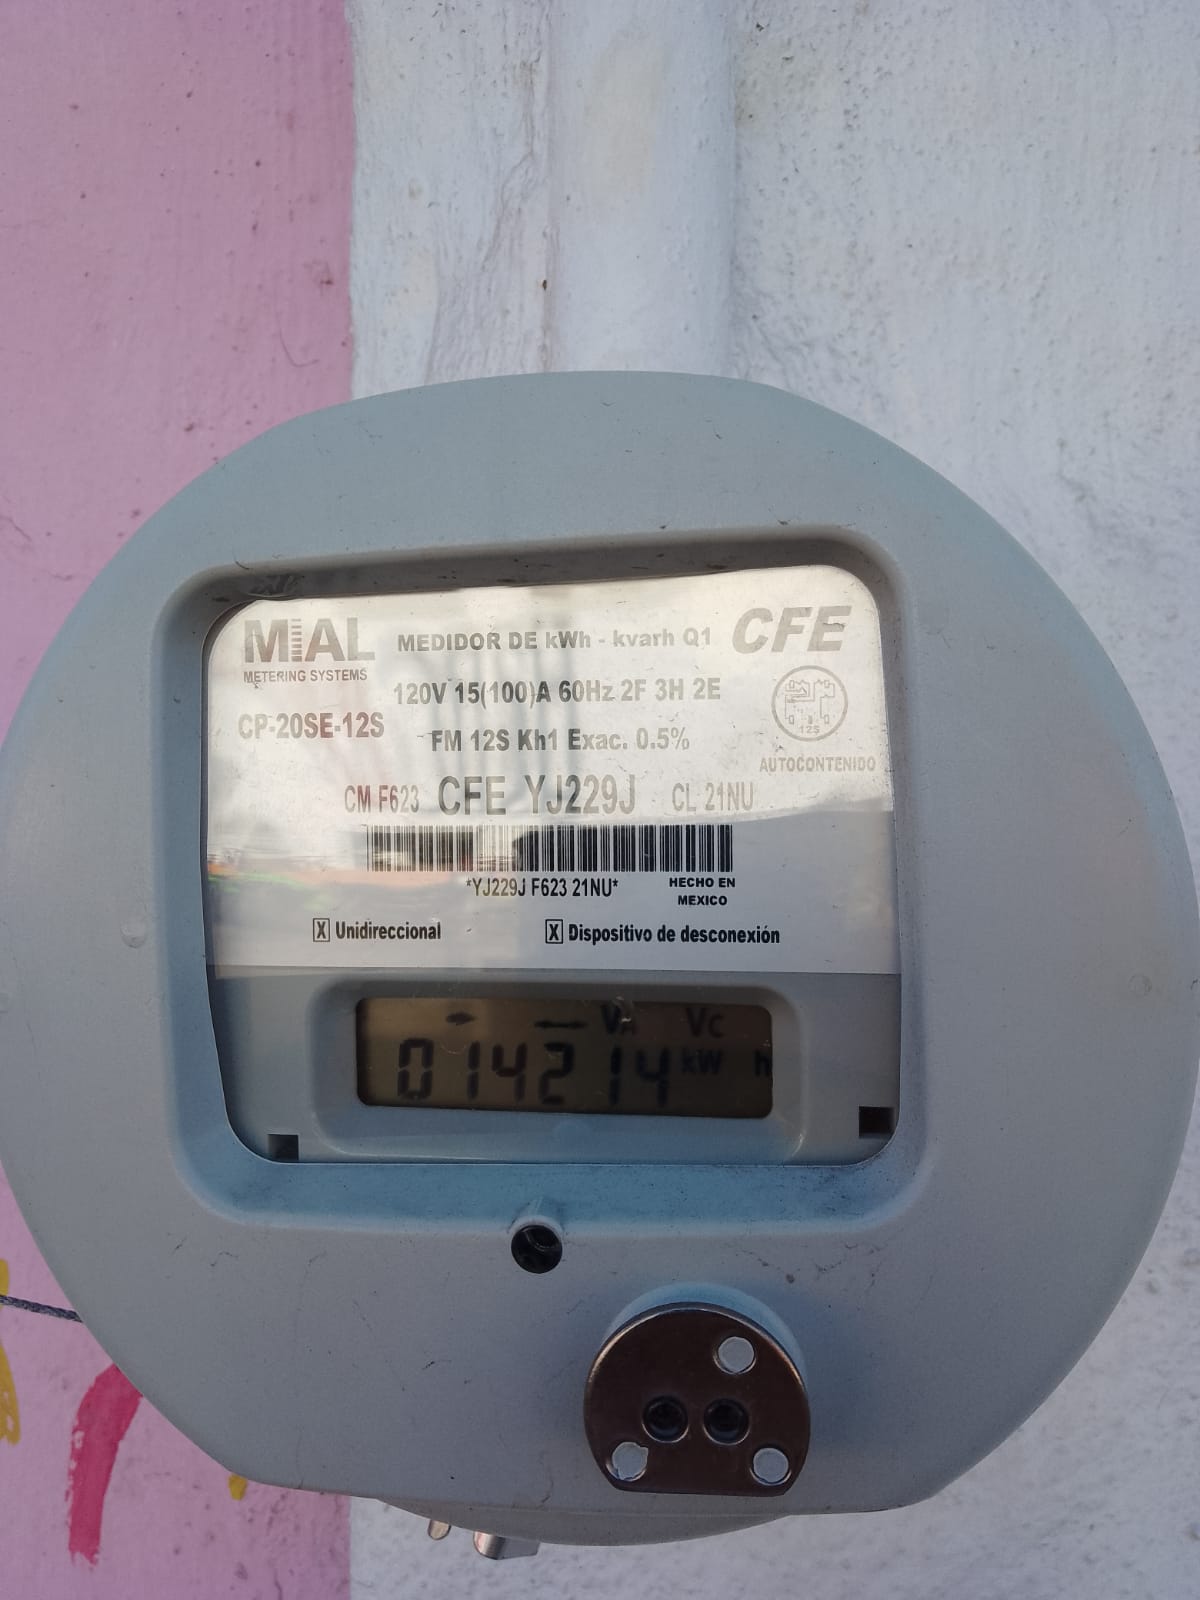 MIAL
METERING SYSTEMS
MEDIDOR DE kWh - kvarh Q1
CFE
120V 15(100)A 60Hz 2F 3H 2E
CP-20SE-12S
FM 12S Kh1 Exac. 0.5%
12S
AUTOCONTENIDO
CM F623 CFE YJ229J CL 21NU
*YJ229J F623 21NU*
HECHO EN
MEXICO
X Unidireccional
X Dispositivo de desconexión
VA VC
014214 kW h